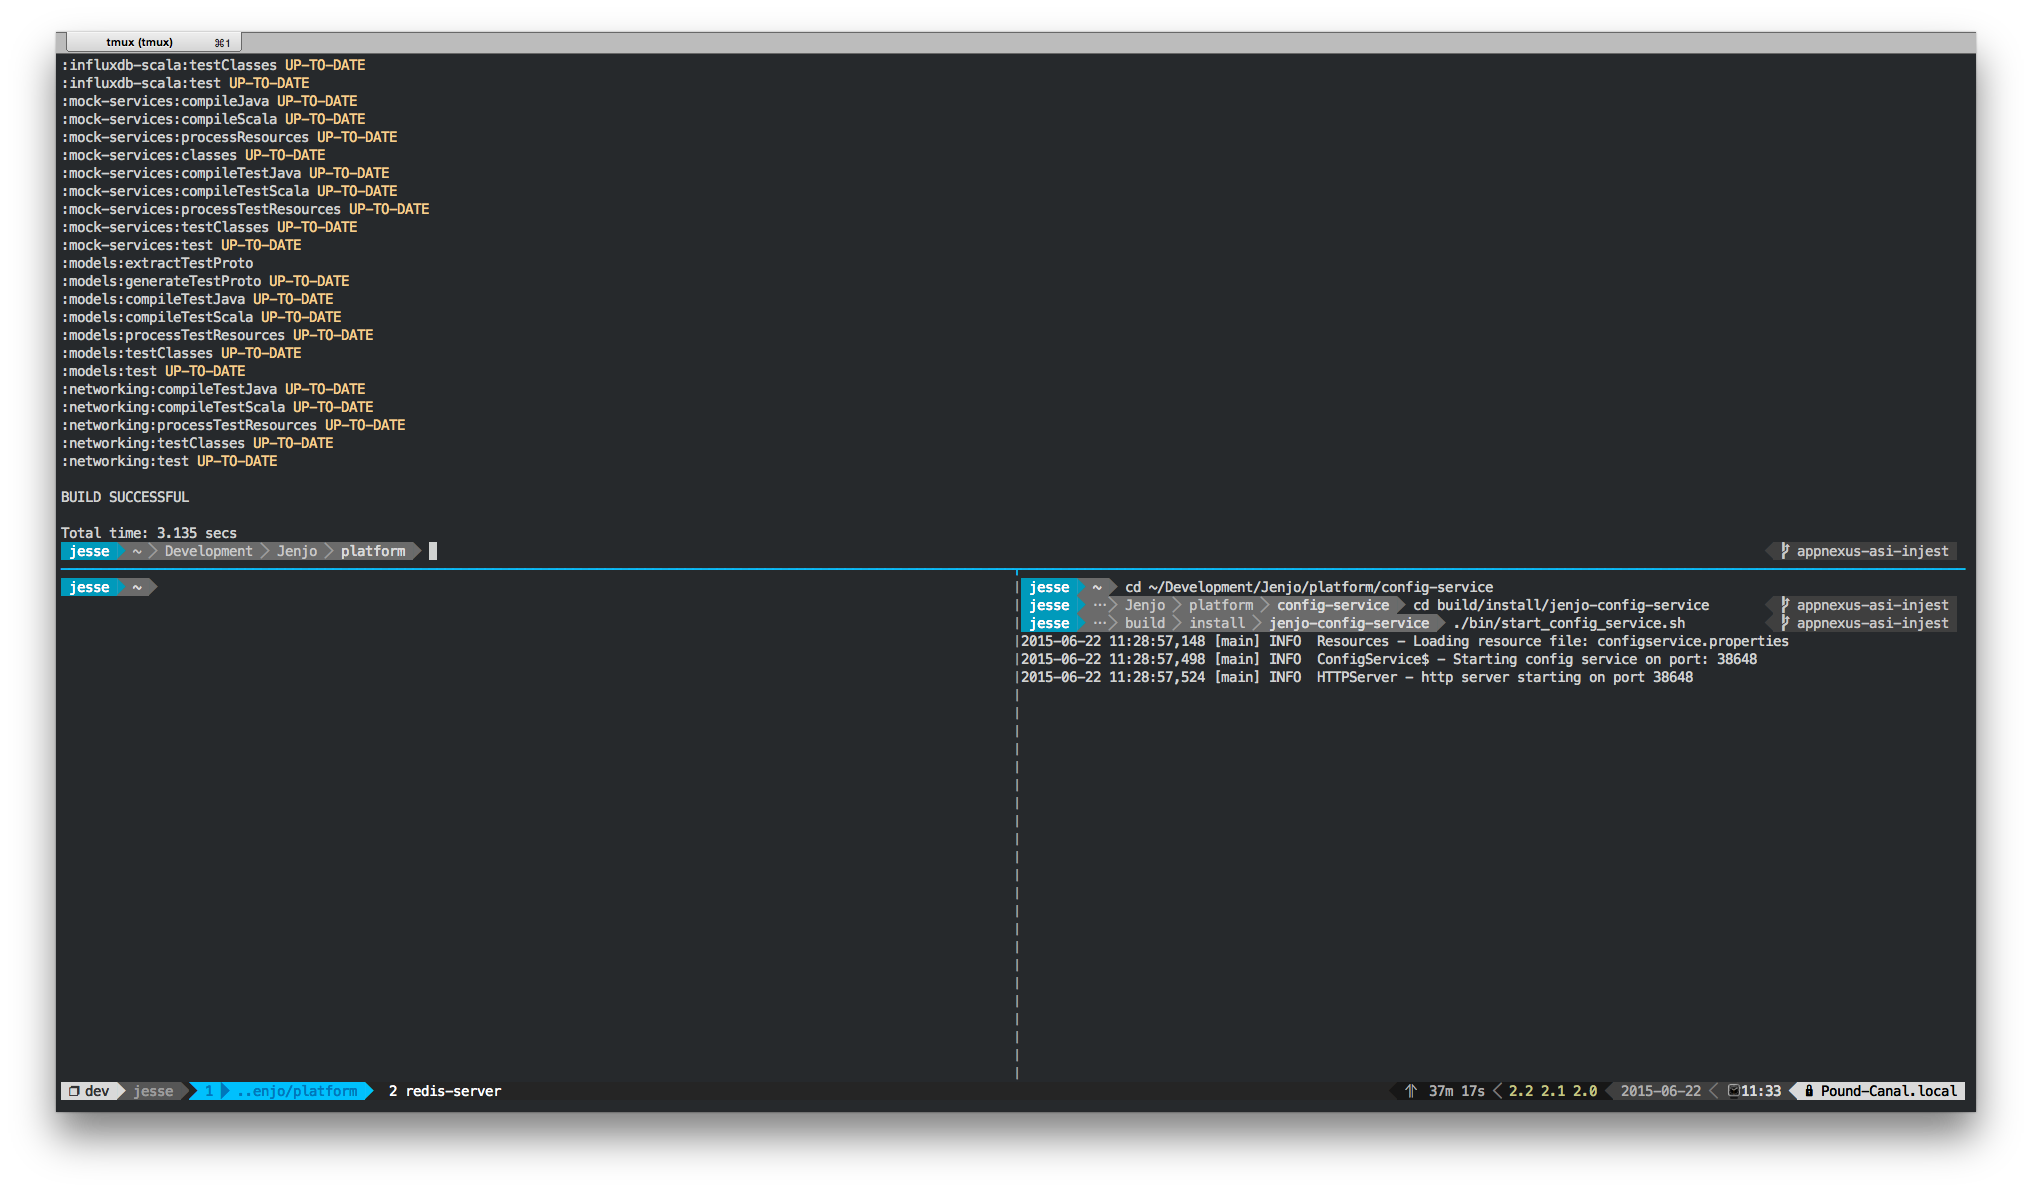 tmux (tmux) ⌘1
:influxdb-scala:testClasses UP-TO-DATE
:influxdb-scala:test UP-TO-DATE
:mock-services:compileJava UP-TO-DATE
:mock-services:compileScala UP-TO-DATE
:mock-services:processResources UP-TO-DATE
:mock-services:classes UP-TO-DATE
:mock-services:compileTestJava UP-TO-DATE
:mock-services:compileTestScala UP-TO-DATE
:mock-services:processTestResources UP-TO-DATE
:mock-services:testClasses UP-TO-DATE
:mock-services:test UP-TO-DATE
:models:extractTestProto
:models:generateTestProto UP-TO-DATE
:models:compileTestJava UP-TO-DATE
:models:compileTestScala UP-TO-DATE
:models:processTestResources UP-TO-DATE
:models:testClasses UP-TO-DATE
:models:test UP-TO-DATE
:networking:compileTestJava UP-TO-DATE
:networking:compileTestScala UP-TO-DATE
:networking:processTestResources UP-TO-DATE
:networking:testClasses UP-TO-DATE
:networking:test UP-TO-DATE
BUILD SUCCESSFUL
Total time: 3.135 secs
jesse ~ Development Jenjo platform appnexus-asi-injest
jesse ~
jesse ~ cd ~/Development/Jenjo/platform/config-service
jesse ··· Jenjo platform config-service cd build/install/jenjo-config-service appnexus-asi-injest
jesse ··· build install jenjo-config-service ./bin/start_config_service.sh appnexus-asi-injest
2015-06-22 11:28:57,148 [main] INFO Resources - Loading resource file: configservice.properties
2015-06-22 11:28:57,498 [main] INFO ConfigService$ - Starting config service on port: 38648
2015-06-22 11:28:57,524 [main] INFO HTTPServer - http server starting on port 38648
dev jesse 1 ..enjo/platform 2 redis-server 37m 17s 2.2 2.1 2.0 2015-06-22 11:33 Pound-Canal.local